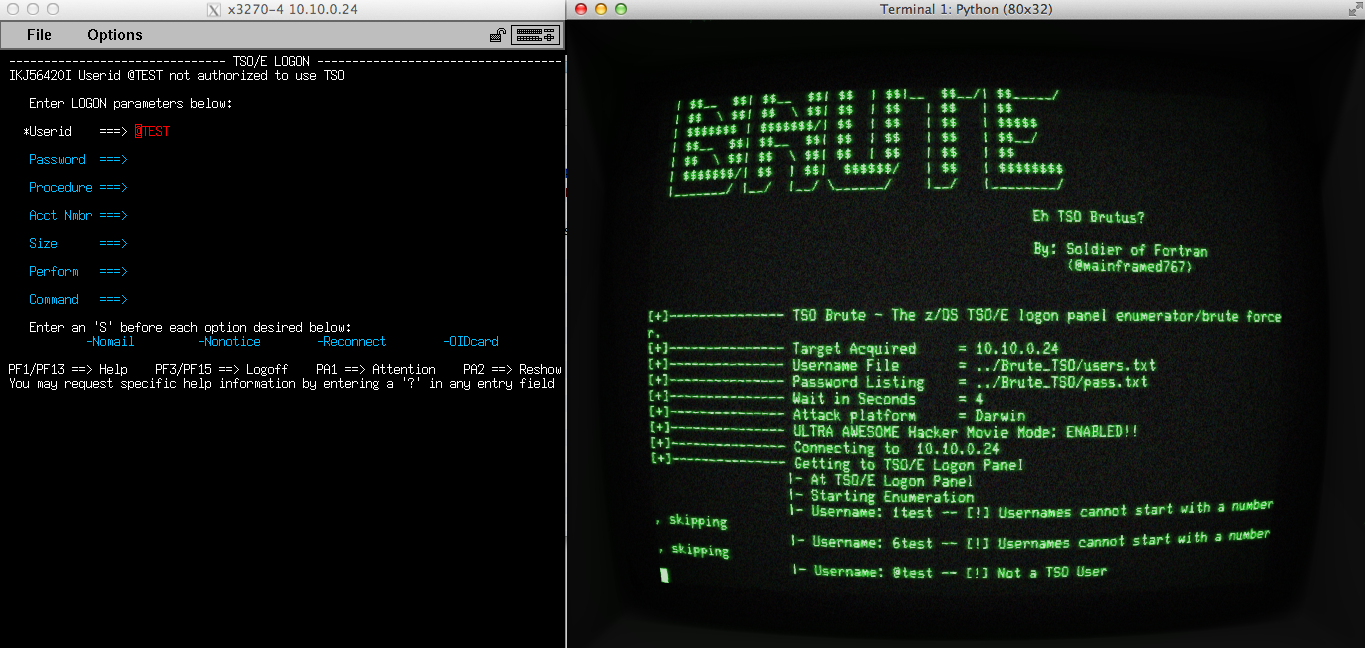 x3270-4 10.10.0.24
File Options
------------------------------ TSO/E LOGON -----------------------------------
IKJ56420I Userid @TEST not authorized to use TSO
Enter LOGON parameters below:
*Userid ===> @TEST
Password ===>
Procedure ===>
Acct Nmbr ===>
Size ===>
Perform ===>
Command ===>
Enter an 'S' before each option desired below:
-Nomail -Nonotice -Reconnect -OIDcard
PF1/PF13 ==> Help PF3/PF15 ==> Logoff PA1 ==> Attention PA2 ==> Reshow
You may request specific help information by entering a '?' in any entry field
Terminal 1: Python (80x32)
BRUTE
Eh TSO Brutus?
By: Soldier of Fortran
(@mainframed767)
[+]--------------- TSO Brute - The z/OS TSO/E logon panel enumerator/brute force
r.
[+]--------------- Target Acquired = 10.10.0.24
[+]--------------- Username File = ../Brute_TSO/users.txt
[+]--------------- Password Listing = ../Brute_TSO/pass.txt
[+]--------------- Wait in Seconds = 4
[+]--------------- Attack platform = Darwin
[+]--------------- ULTRA AWESOME Hacker Movie Mode: ENABLED!!
[+]--------------- Connecting to 10.10.0.24
[+]--------------- Getting to TSO/E Logon Panel
|- At TSO/E Logon Panel
|- Starting Enumeration
|- Username: 1test -- [!] Usernames cannot start with a number
, skipping
|- Username: 6test -- [!] Usernames cannot start with a number
, skipping
|- Username: @test -- [!] Not a TSO User